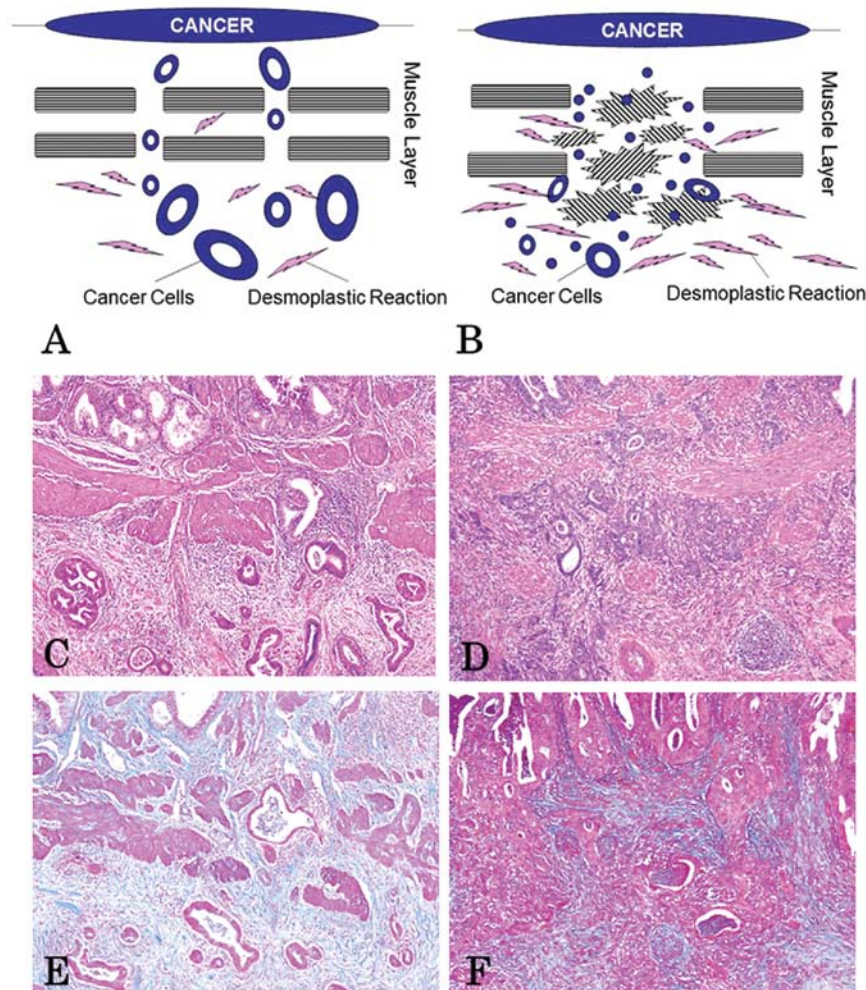 CANCER
Muscle Layer
Cancer Cells
Desmoplastic Reaction
A
CANCER
Muscle Layer
Cancer Cells
Desmoplastic Reaction
B
C
D
E
F